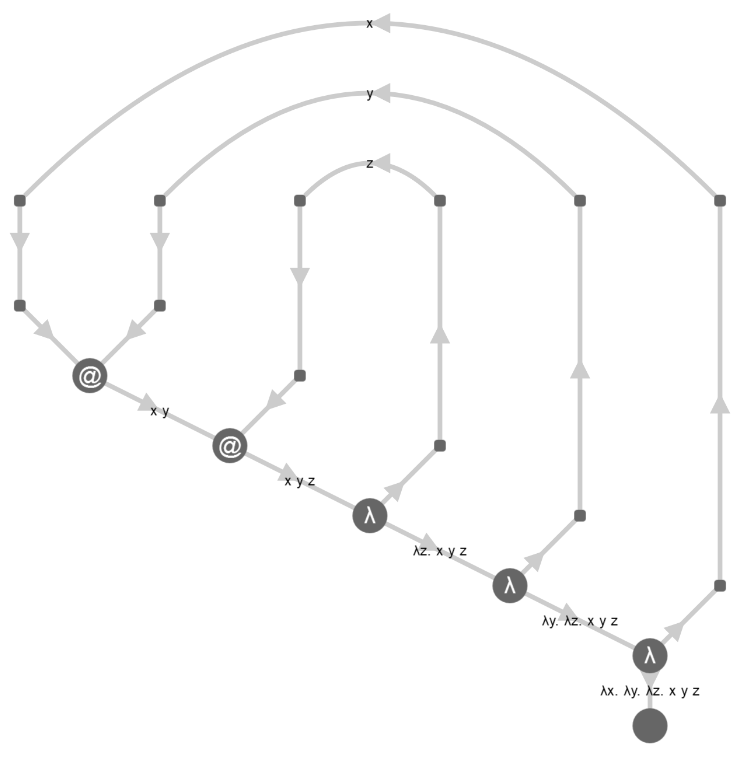 x
y
z
@
x y
@
x y z
λ
λz. x y z
λ
λy. λz. x y z
λ
λx. λy. λz. x y z